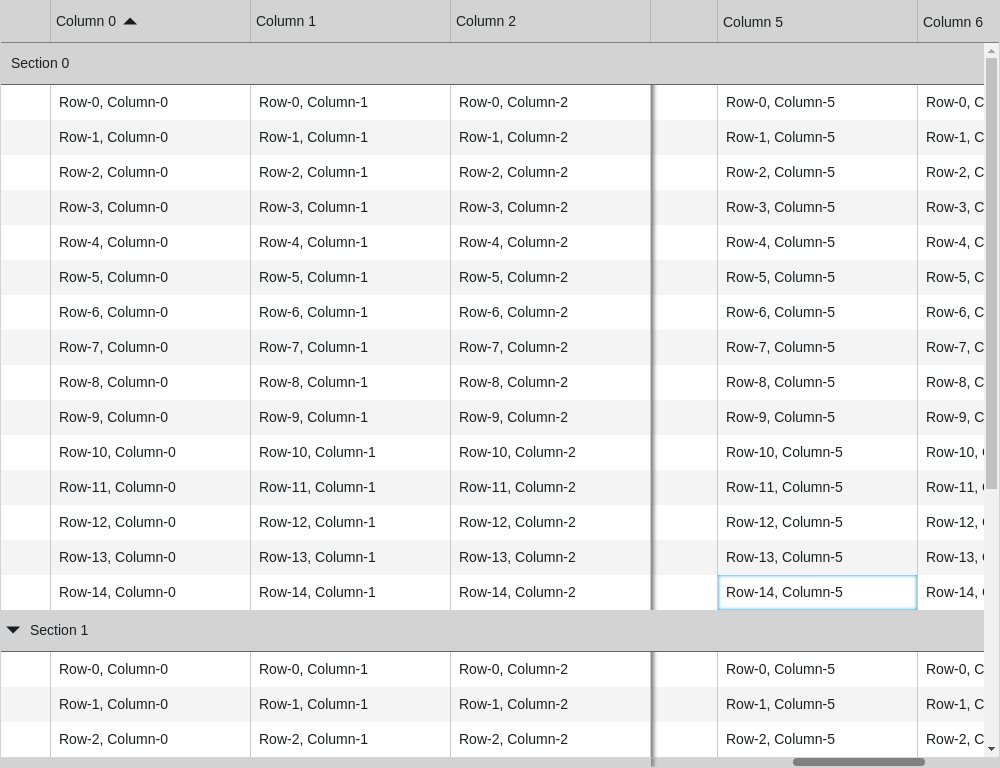 Column 0 Column 1 Column 2 Column 5 Column 6
Section 0
Row-0, Column-0 Row-0, Column-1 Row-0, Column-2 Row-0, Column-5 Row-0, C
Row-1, Column-0 Row-1, Column-1 Row-1, Column-2 Row-1, Column-5 Row-1, C
Row-2, Column-0 Row-2, Column-1 Row-2, Column-2 Row-2, Column-5 Row-2, C
Row-3, Column-0 Row-3, Column-1 Row-3, Column-2 Row-3, Column-5 Row-3, C
Row-4, Column-0 Row-4, Column-1 Row-4, Column-2 Row-4, Column-5 Row-4, C
Row-5, Column-0 Row-5, Column-1 Row-5, Column-2 Row-5, Column-5 Row-5, C
Row-6, Column-0 Row-6, Column-1 Row-6, Column-2 Row-6, Column-5 Row-6, C
Row-7, Column-0 Row-7, Column-1 Row-7, Column-2 Row-7, Column-5 Row-7, C
Row-8, Column-0 Row-8, Column-1 Row-8, Column-2 Row-8, Column-5 Row-8, C
Row-9, Column-0 Row-9, Column-1 Row-9, Column-2 Row-9, Column-5 Row-9, C
Row-10, Column-0 Row-10, Column-1 Row-10, Column-2 Row-10, Column-5 Row-10,
Row-11, Column-0 Row-11, Column-1 Row-11, Column-2 Row-11, Column-5 Row-11,
Row-12, Column-0 Row-12, Column-1 Row-12, Column-2 Row-12, Column-5 Row-12,
Row-13, Column-0 Row-13, Column-1 Row-13, Column-2 Row-13, Column-5 Row-13,
Row-14, Column-0 Row-14, Column-1 Row-14, Column-2 Row-14, Column-5 Row-14,
Section 1
Row-0, Column-0 Row-0, Column-1 Row-0, Column-2 Row-0, Column-5 Row-0, C
Row-1, Column-0 Row-1, Column-1 Row-1, Column-2 Row-1, Column-5 Row-1, C
Row-2, Column-0 Row-2, Column-1 Row-2, Column-2 Row-2, Column-5 Row-2, C